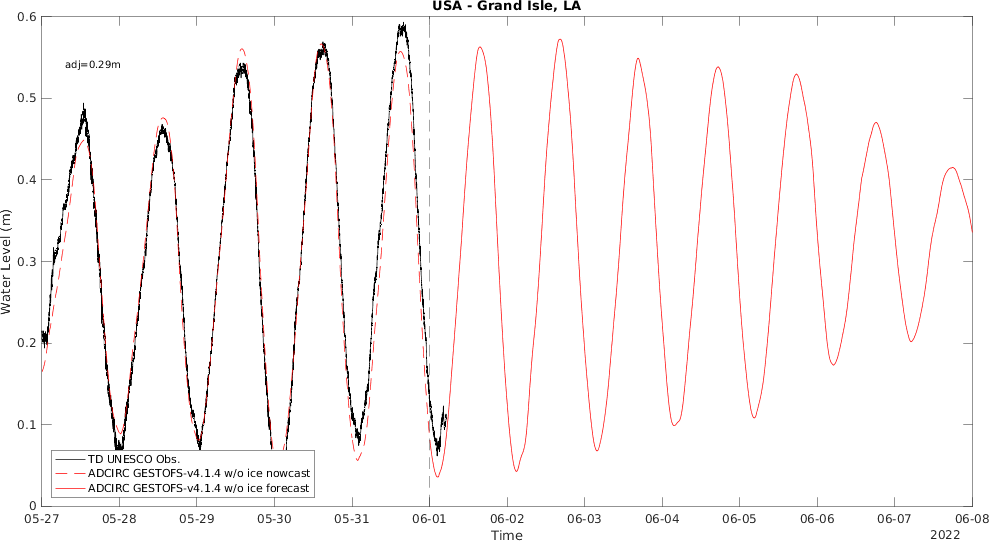 USA - Grand Isle, LA
adj=0.29m
Water Level (m)
0.6
0.5
0.4
0.3
0.2
0.1
0
TD UNESCO Obs.
ADCIRC GESTOFS-v4.1.4 w/o ice nowcast
ADCIRC GESTOFS-v4.1.4 w/o ice forecast
05-27 05-28 05-29 05-30 05-31 06-01 06-02 06-03 06-04 06-05 06-06 06-07 06-08
Time
2022